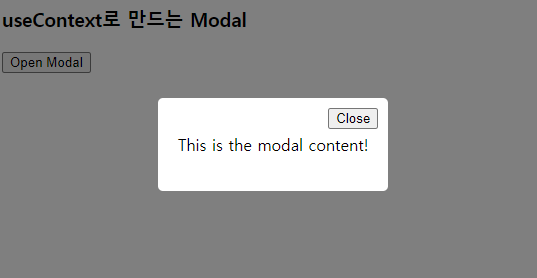 useContext로 만드는 Modal
Open Modal
Close
This is the modal content!